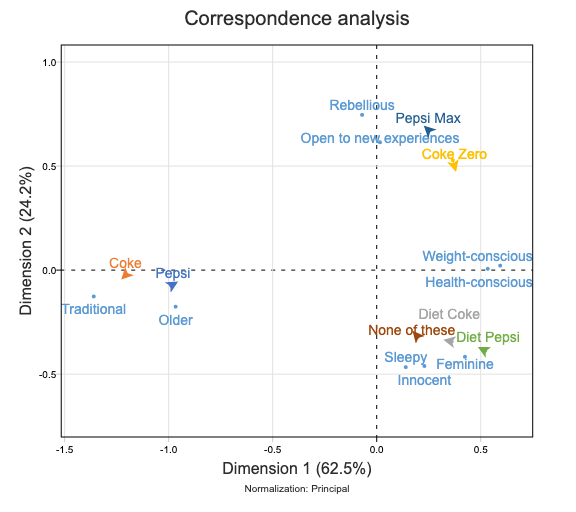 Correspondence analysis
1.0
Rebellious
Pepsi Max
Open to new experiences
Coke Zero
0.5
Weight-conscious
Coke
0.0
Pepsi
Health-conscious
Traditional
Older
Diet Coke
None of these
Diet Pepsi
Sleepy
Feminine
-0.5
Innocent
Dimension 2 (24.2%)
-1.5 -1.0 -0.5 0.0 0.5
Dimension 1 (62.5%)
Normalization: Principal